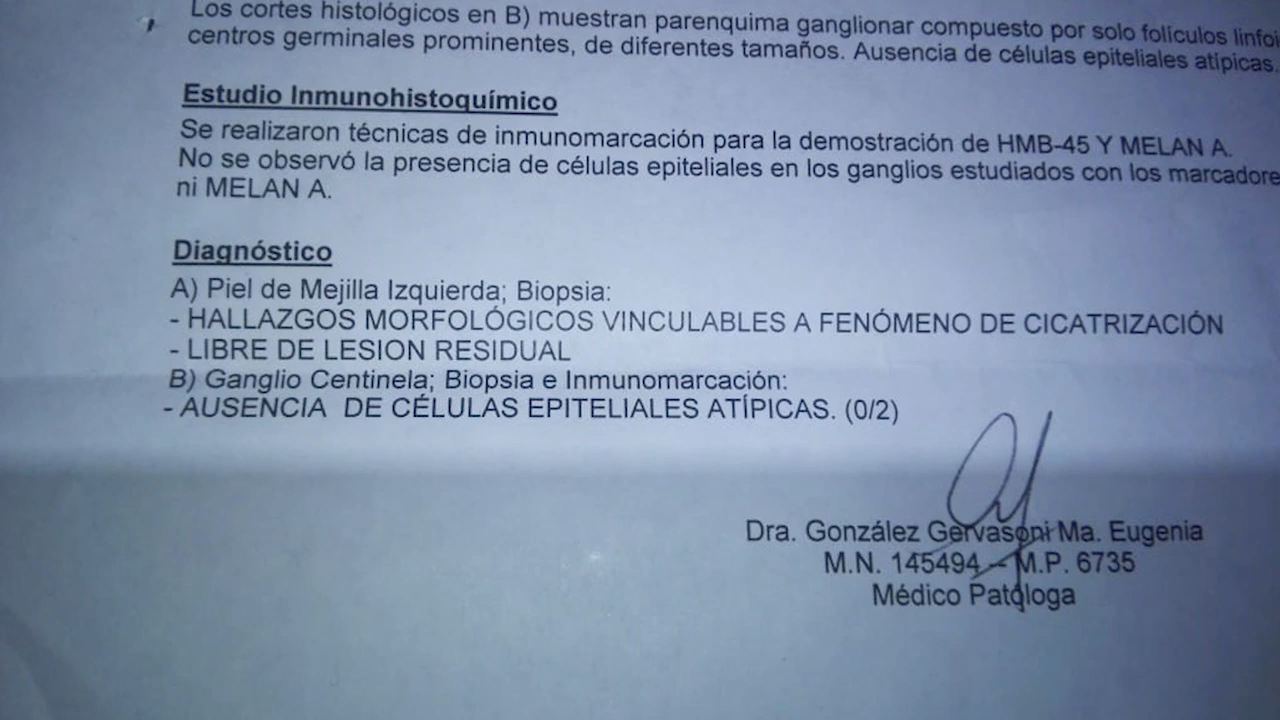 Los cortes histológicos en B) muestran parenquima ganglionar compuesto por solo folículos linfoi
centros germinales prominentes, de diferentes tamaños. Ausencia de células epiteliales atípicas.
Estudio Inmunohistoquímico
Se realizaron técnicas de inmunomarcación para la demostración de HMB-45 Y MELAN A.
No se observó la presencia de células epiteliales en los ganglios estudiados con los marcadore
ni MELAN A.
Diagnóstico
A) Piel de Mejilla Izquierda; Biopsia:
- HALLAZGOS MORFOLÓGICOS VINCULABLES A FENÓMENO DE CICATRIZACIÓN
- LIBRE DE LESION RESIDUAL
B) Ganglio Centinela; Biopsia e Inmunomarcación:
- AUSENCIA DE CÉLULAS EPITELIALES ATÍPICAS. (0/2)
Dra. González Gervasoni Ma. Eugenia
M.N. 145494 – M.P. 6735
Médico Patóloga